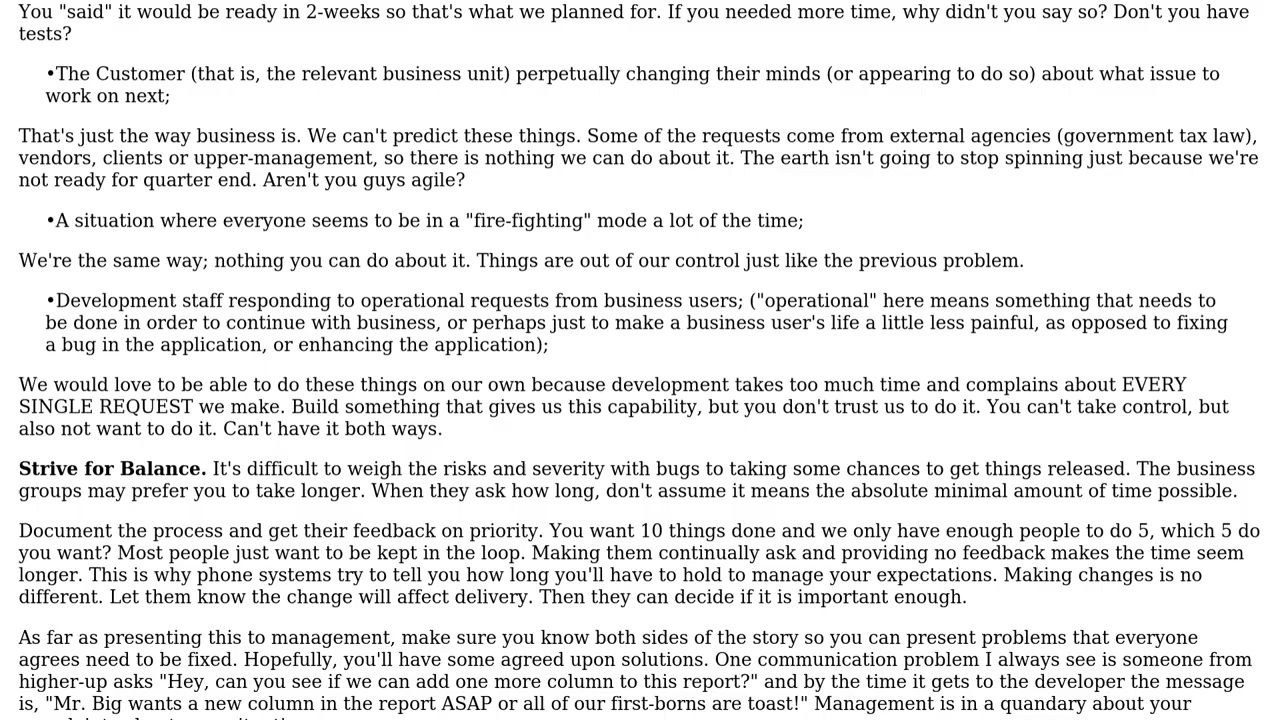 You "said" it would be ready in 2-weeks so that's what we planned for. If you needed more time, why didn't you say so? Don't you have
tests?
•The Customer (that is, the relevant business unit) perpetually changing their minds (or appearing to do so) about what issue to
work on next;
That's just the way business is. We can't predict these things. Some of the requests come from external agencies (government tax law),
vendors, clients or upper-management, so there is nothing we can do about it. The earth isn't going to stop spinning just because we're
not ready for quarter end. Aren't you guys agile?
•A situation where everyone seems to be in a "fire-fighting" mode a lot of the time;
We're the same way; nothing you can do about it. Things are out of our control just like the previous problem.
•Development staff responding to operational requests from business users; ("operational" here means something that needs to
be done in order to continue with business, or perhaps just to make a business user's life a little less painful, as opposed to fixing
a bug in the application, or enhancing the application);
We would love to be able to do these things on our own because development takes too much time and complains about EVERY
SINGLE REQUEST we make. Build something that gives us this capability, but you don't trust us to do it. You can't take control, but
also not want to do it. Can't have it both ways.
Strive for Balance. It's difficult to weigh the risks and severity with bugs to taking some chances to get things released. The business
groups may prefer you to take longer. When they ask how long, don't assume it means the absolute minimal amount of time possible.
Document the process and get their feedback on priority. You want 10 things done and we only have enough people to do 5, which 5 do
you want? Most people just want to be kept in the loop. Making them continually ask and providing no feedback makes the time seem
longer. This is why phone systems try to tell you how long you'll have to hold to manage your expectations. Making changes is no
different. Let them know the change will affect delivery. Then they can decide if it is important enough.
As far as presenting this to management, make sure you know both sides of the story so you can present problems that everyone
agrees need to be fixed. Hopefully, you'll have some agreed upon solutions. One communication problem I always see is someone from
higher-up asks "Hey, can you see if we can add one more column to this report?" and by the time it gets to the developer the message
is, "Mr. Big wants a new column in the report ASAP or all of our first-borns are toast!" Management is in a quandary about your